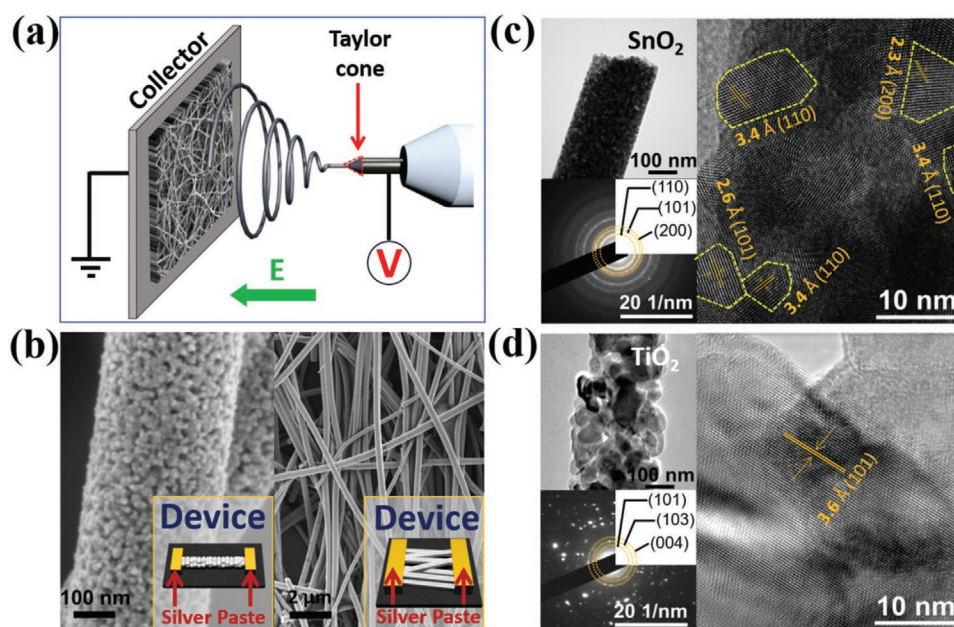 (a)
Collector
Taylor
cone
E
V
(b)
Device
100 nm
Silver Paste
Device
2 μm
Silver Paste
(c)
SnO2
100 nm
(110)
(101)
(200)
20 1/nm
3.4 Å (110)
2.3 Å (200)
3.4 Å (110)
2.6 Å (101)
3.4 Å (110)
10 nm
(d)
TiO2
100 nm
(101)
(103)
(004)
20 1/nm
3.6 Å (101)
10 nm